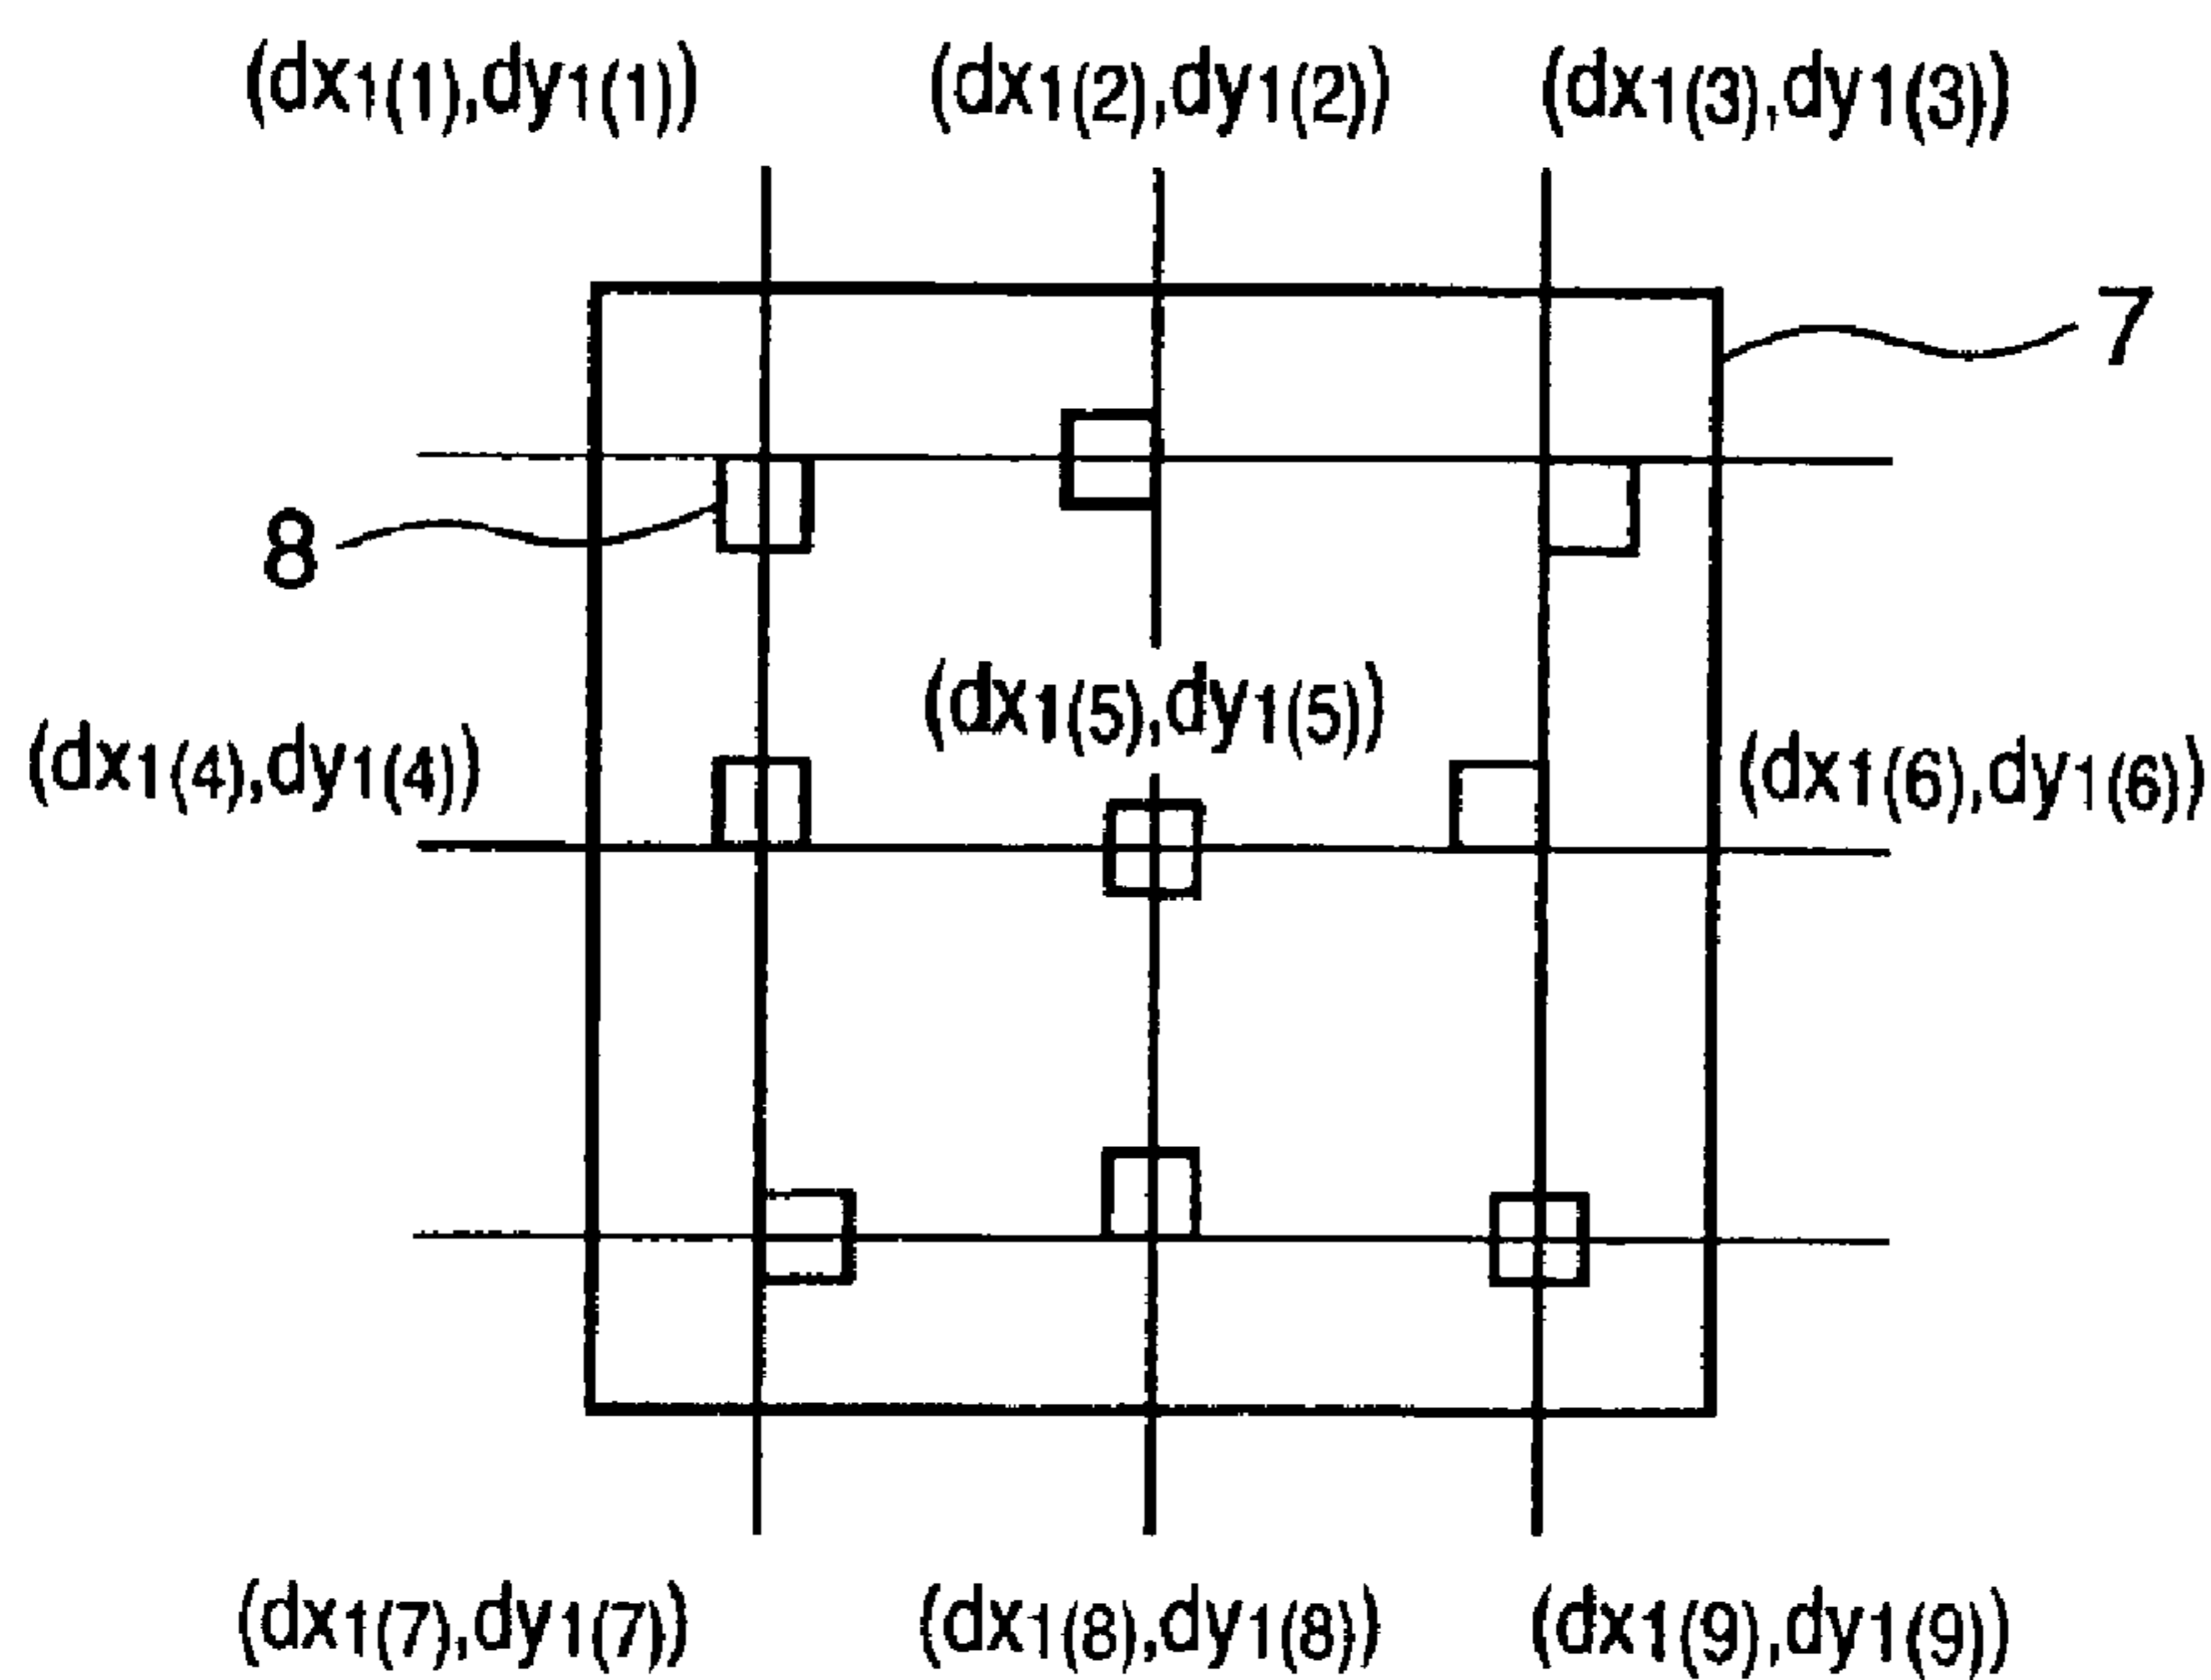 (dx1(1),dy1(1)) (dx1(2),dy1(2)) (dx1(3),dy1(3))
7
8
(dx1(5),dy1(5))
(dx1(4),dy1(4)) (dx1(6),dy1(6))
(dx1(7),dy1(7)) (dx1(8),dy1(8)) (dx1(9),dy1(9))